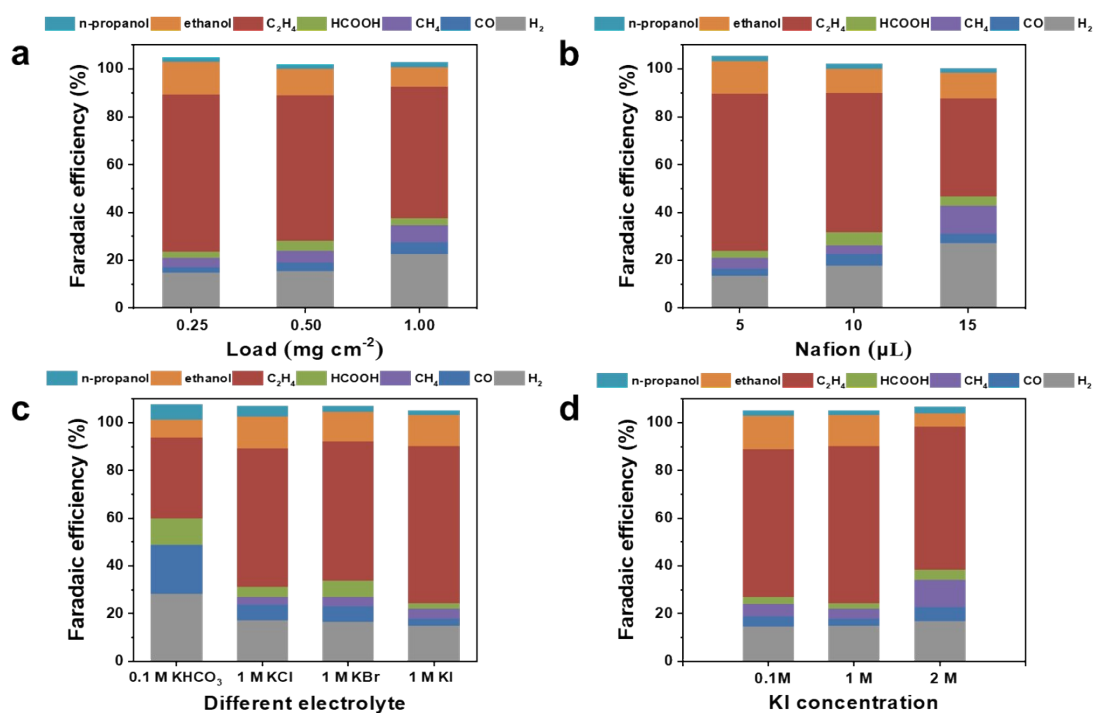 n-propanol ethanol C₂H₄ HCOOH CH₄ CO H₂
a
Faradaic efficiency (%)
100
80
60
40
20
0
0.25 0.50 1.00
Load (mg cm⁻²)
n-propanol ethanol C₂H₄ HCOOH CH₄ CO H₂
b
Faradaic efficiency (%)
100
80
60
40
20
0
5 10 15
Nafion (μL)
n-propanol ethanol C₂H₄ HCOOH CH₄ CO H₂
c
Faradaic efficiency (%)
100
80
60
40
20
0
0.1 M KHCO₃ 1 M KCl 1 M KBr 1 M KI
Different electrolyte
n-propanol ethanol C₂H₄ HCOOH CH₄ CO H₂
d
Faradaic efficiency (%)
100
80
60
40
20
0
0.1M 1 M 2 M
KI concentration